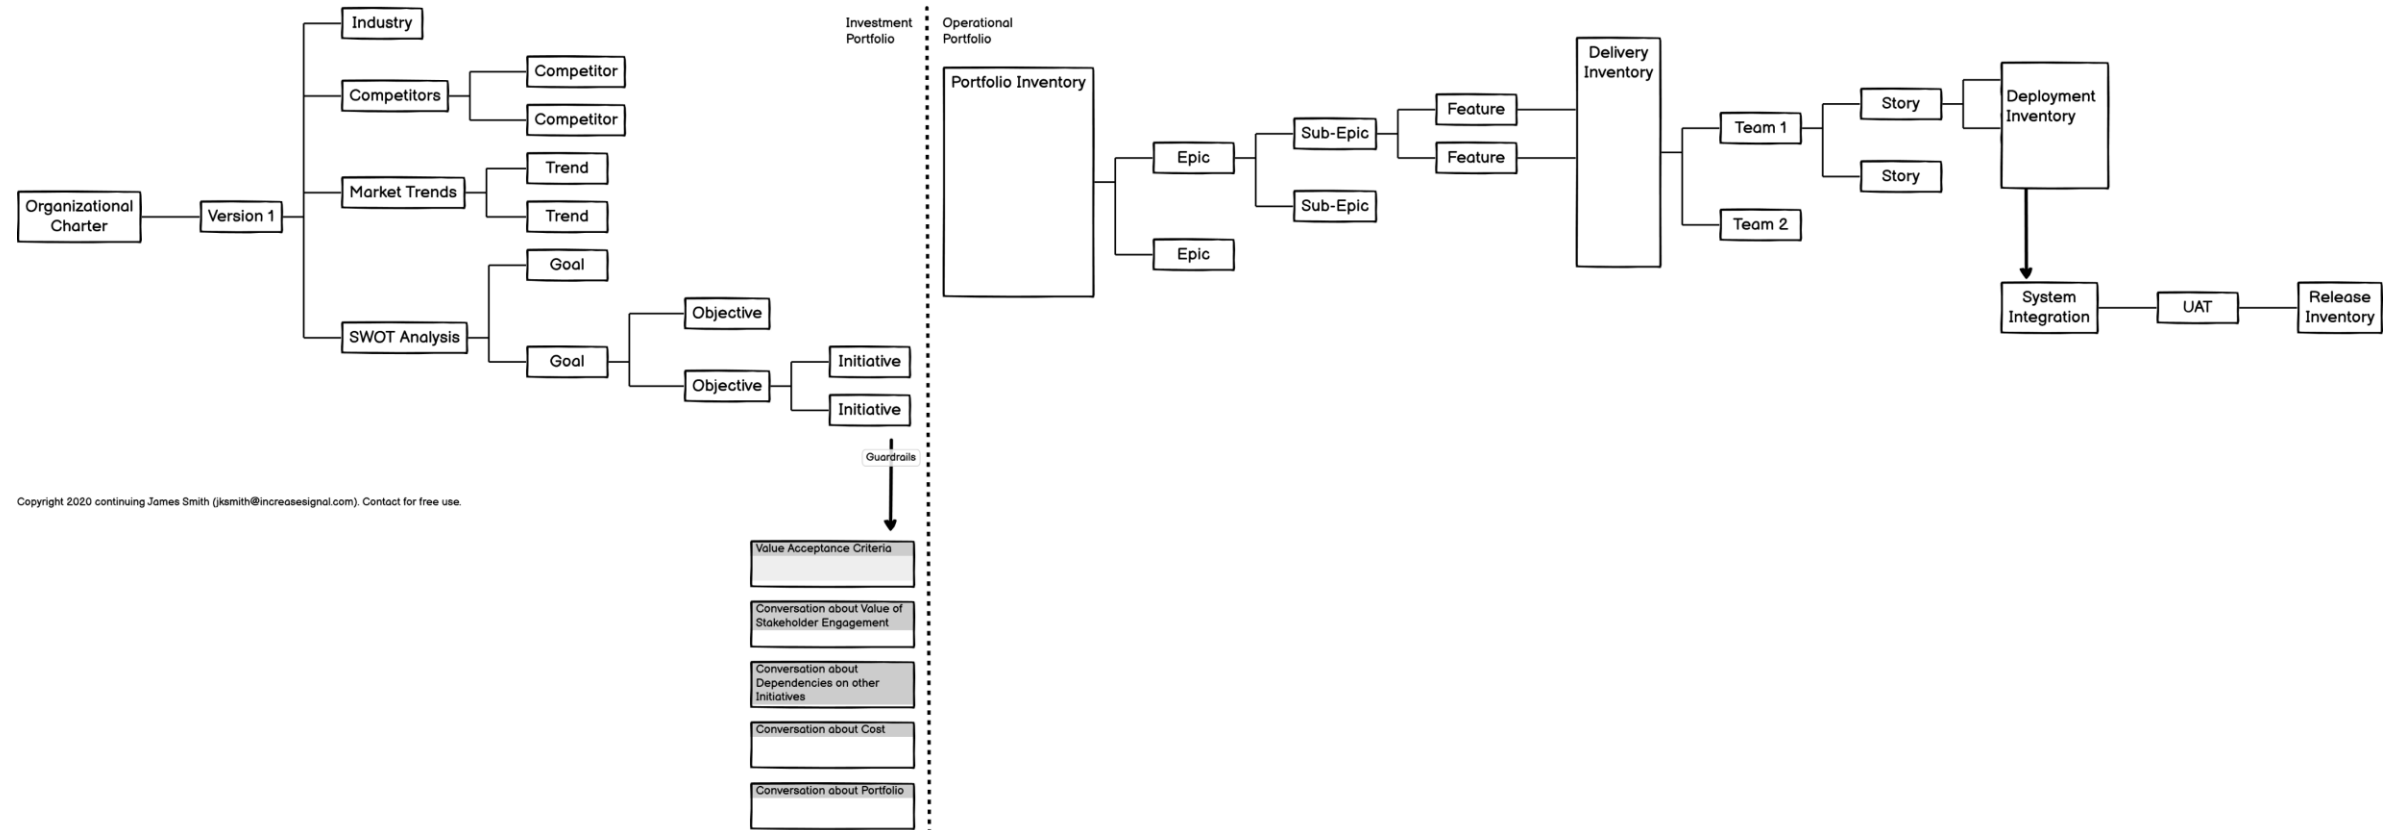 Industry
Investment
Portfolio
Operational
Portfolio
Competitors
Competitor
Competitor
Market Trends
Trend
Trend
Organizational
Charter
Version 1
SWOT Analysis
Goal
Goal
Objective
Objective
Initiative
Initiative
Guardrails
Copyright 2020 continuing James Smith (jksmith@increasesignal.com). Contact for free use.
Value Acceptance Criteria
Conversation about Value of
Stakeholder Engagement
Conversation about
Dependencies on other
Initiatives
Conversation about Cost
Conversation about Portfolio
Portfolio Inventory
Epic
Epic
Sub-Epic
Sub-Epic
Feature
Feature
Delivery
Inventory
Team 1
Team 2
Story
Story
Deployment
Inventory
System
Integration
UAT
Release
Inventory